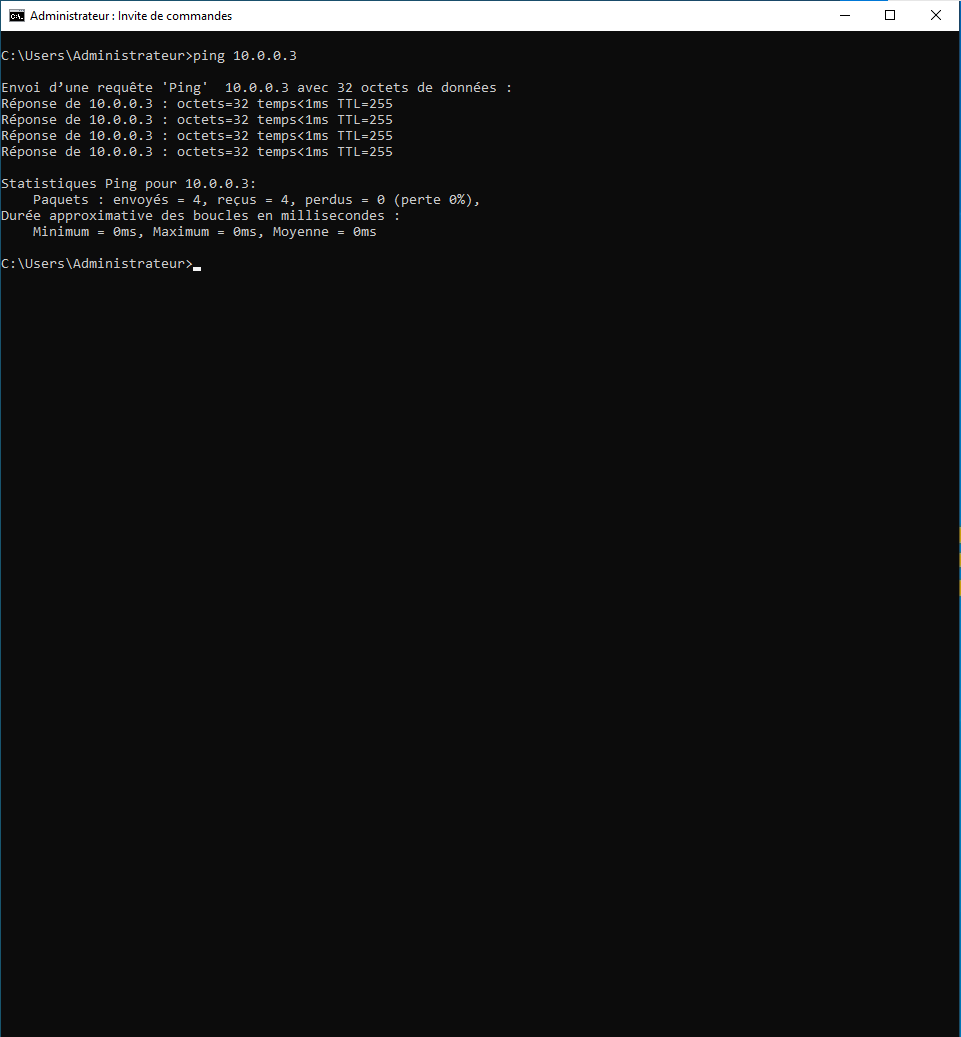 Administrateur : Invite de commandes
C:\Users\Administrateur>ping 10.0.0.3
Envoi d’une requête 'Ping'  10.0.0.3 avec 32 octets de données :
Réponse de 10.0.0.3 : octets=32 temps<1ms TTL=255
Réponse de 10.0.0.3 : octets=32 temps<1ms TTL=255
Réponse de 10.0.0.3 : octets=32 temps<1ms TTL=255
Réponse de 10.0.0.3 : octets=32 temps<1ms TTL=255
Statistiques Ping pour 10.0.0.3:
    Paquets : envoyés = 4, reçus = 4, perdus = 0 (perte 0%),
Durée approximative des boucles en millisecondes :
    Minimum = 0ms, Maximum = 0ms, Moyenne = 0ms
C:\Users\Administrateur>